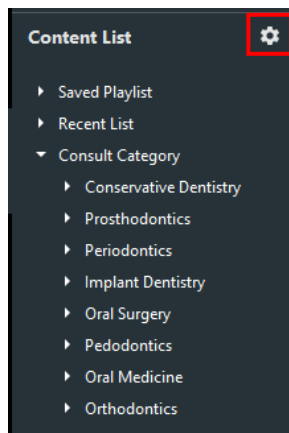 Content List
Saved Playlist
Recent List
Consult Category
Conservative Dentistry
Prosthodontics
Periodontics
Implant Dentistry
Oral Surgery
Pedodontics
Oral Medicine
Orthodontics